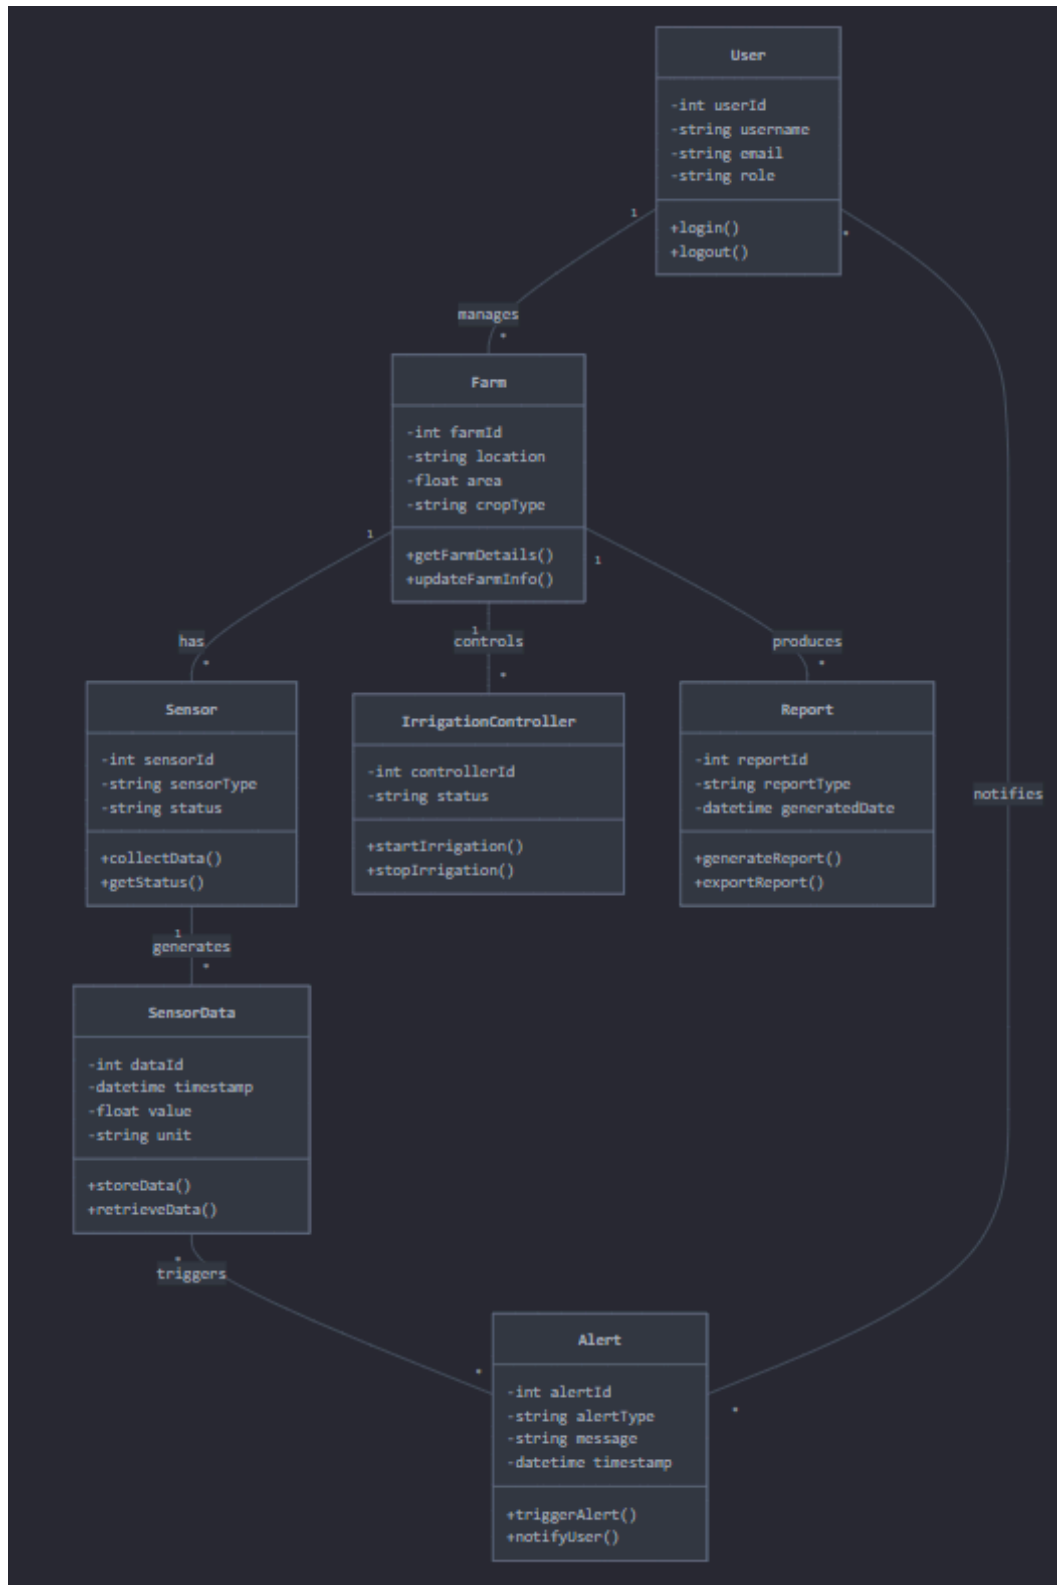 User
-int userId
-string username
-string email
-string role
+login()
+logout()
1
*
manages
*
Farm
-int farmId
-string location
-float area
-string cropType
+getFarmDetails()
+updateFarmInfo()
1
1
has
*
1
controls
*
produces
*
Sensor
-int sensorId
-string sensorType
-string status
+collectData()
+getStatus()
IrrigationController
-int controllerId
-string status
+startIrrigation()
+stopIrrigation()
Report
-int reportId
-string reportType
-datetime generatedDate
+generateReport()
+exportReport()
notifies
1
generates
*
SensorData
-int dataId
-datetime timestamp
-float value
-string unit
+storeData()
+retrieveData()
*
triggers
*
Alert
-int alertId
-string alertType
-string message
-datetime timestamp
+triggerAlert()
+notifyUser()
*